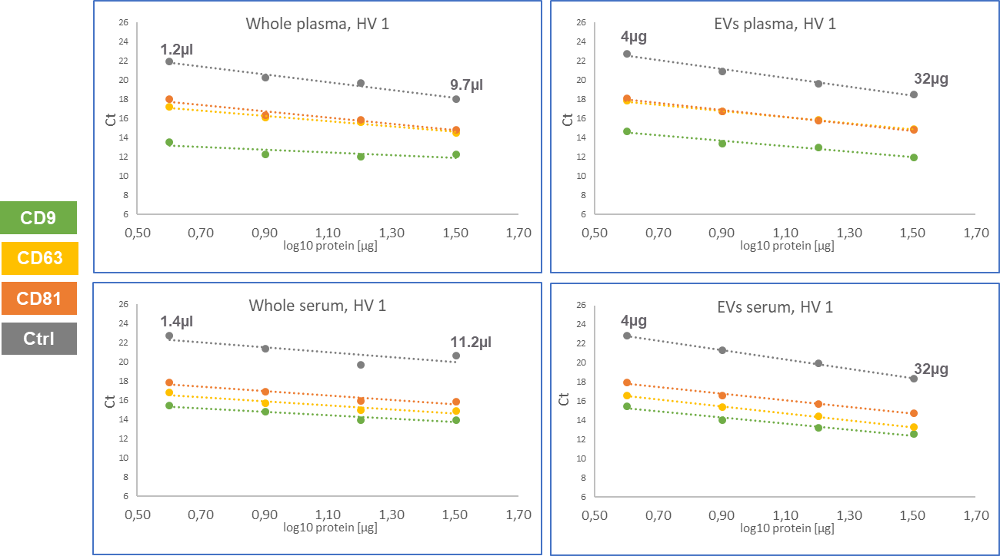 CD9
CD63
CD81
Ctrl
Whole plasma, HV 1
26
24
22
20
18
16
14
12
10
8
6
Ct
1.2µl
9.7µl
0,50 0,70 0,90 1,10 1,30 1,50 1,70
log10 protein [µg]
EVs plasma, HV 1
26
24
22
20
18
16
14
12
10
8
6
Ct
4µg
32µg
0,50 0,70 0,90 1,10 1,30 1,50 1,70
log10 protein [µg]
Whole serum, HV 1
26
24
22
20
18
16
14
12
10
8
6
Ct
1.4µl
11.2µl
0,50 0,70 0,90 1,10 1,30 1,50 1,70
log10 protein [µg]
EVs serum, HV 1
26
24
22
20
18
16
14
12
10
8
6
Ct
4µg
32µg
0,50 0,70 0,90 1,10 1,30 1,50 1,70
log10 protein [µg]